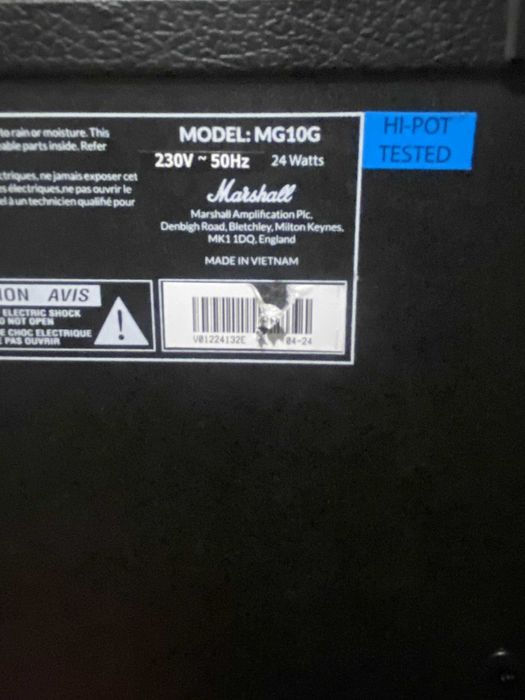 to rain or moisture. This
able parts inside. Refer
ctriques, ne jamais exposer cet
s électriques,ne pas ouvrir le
el à un technicien qualifié pour
MODEL: MG10G
230V ~ 50Hz 24 Watts
Marshall
Marshall Amplification Plc.
Denbigh Road, Bletchley, Milton Keynes.
MK1 1DQ, England
MADE IN VIETNAM
HI-POT
TESTED
ION AVIS
ELECTRIC SHOCK
O NOT OPEN
E CHOC ELECTRIQUE
E PAS OUVRIR
V01224132E 04-24